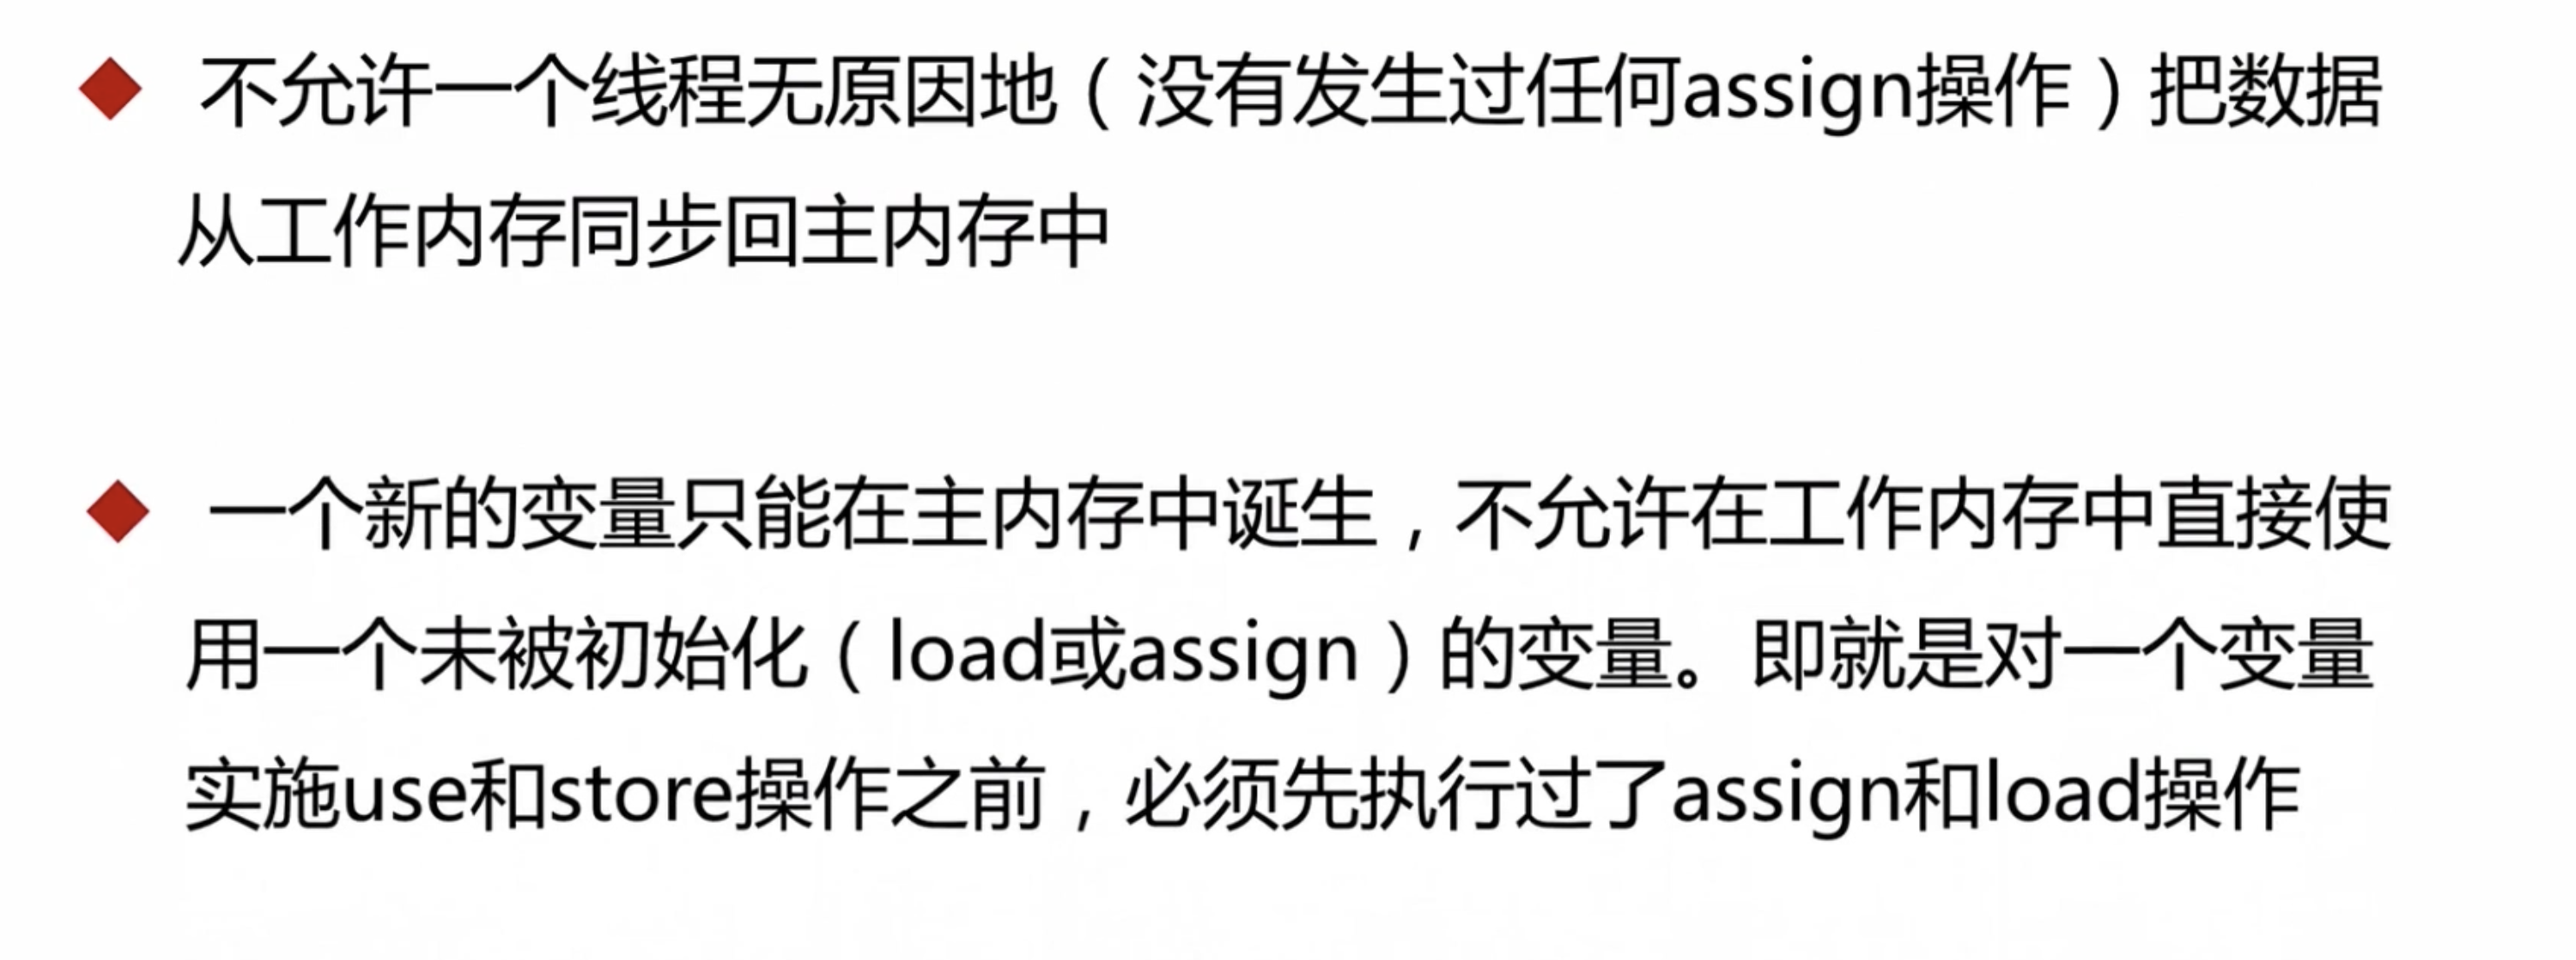 不允许一个线程无原因地（没有发生过任何assign操作）把数据
从工作内存同步回主内存中
一个新的变量只能在主内存中诞生，不允许在工作内存中直接使
用一个未被初始化（load或assign）的变量。即就是对一个变量
实施use和store操作之前，必须先执行过了assign和load操作